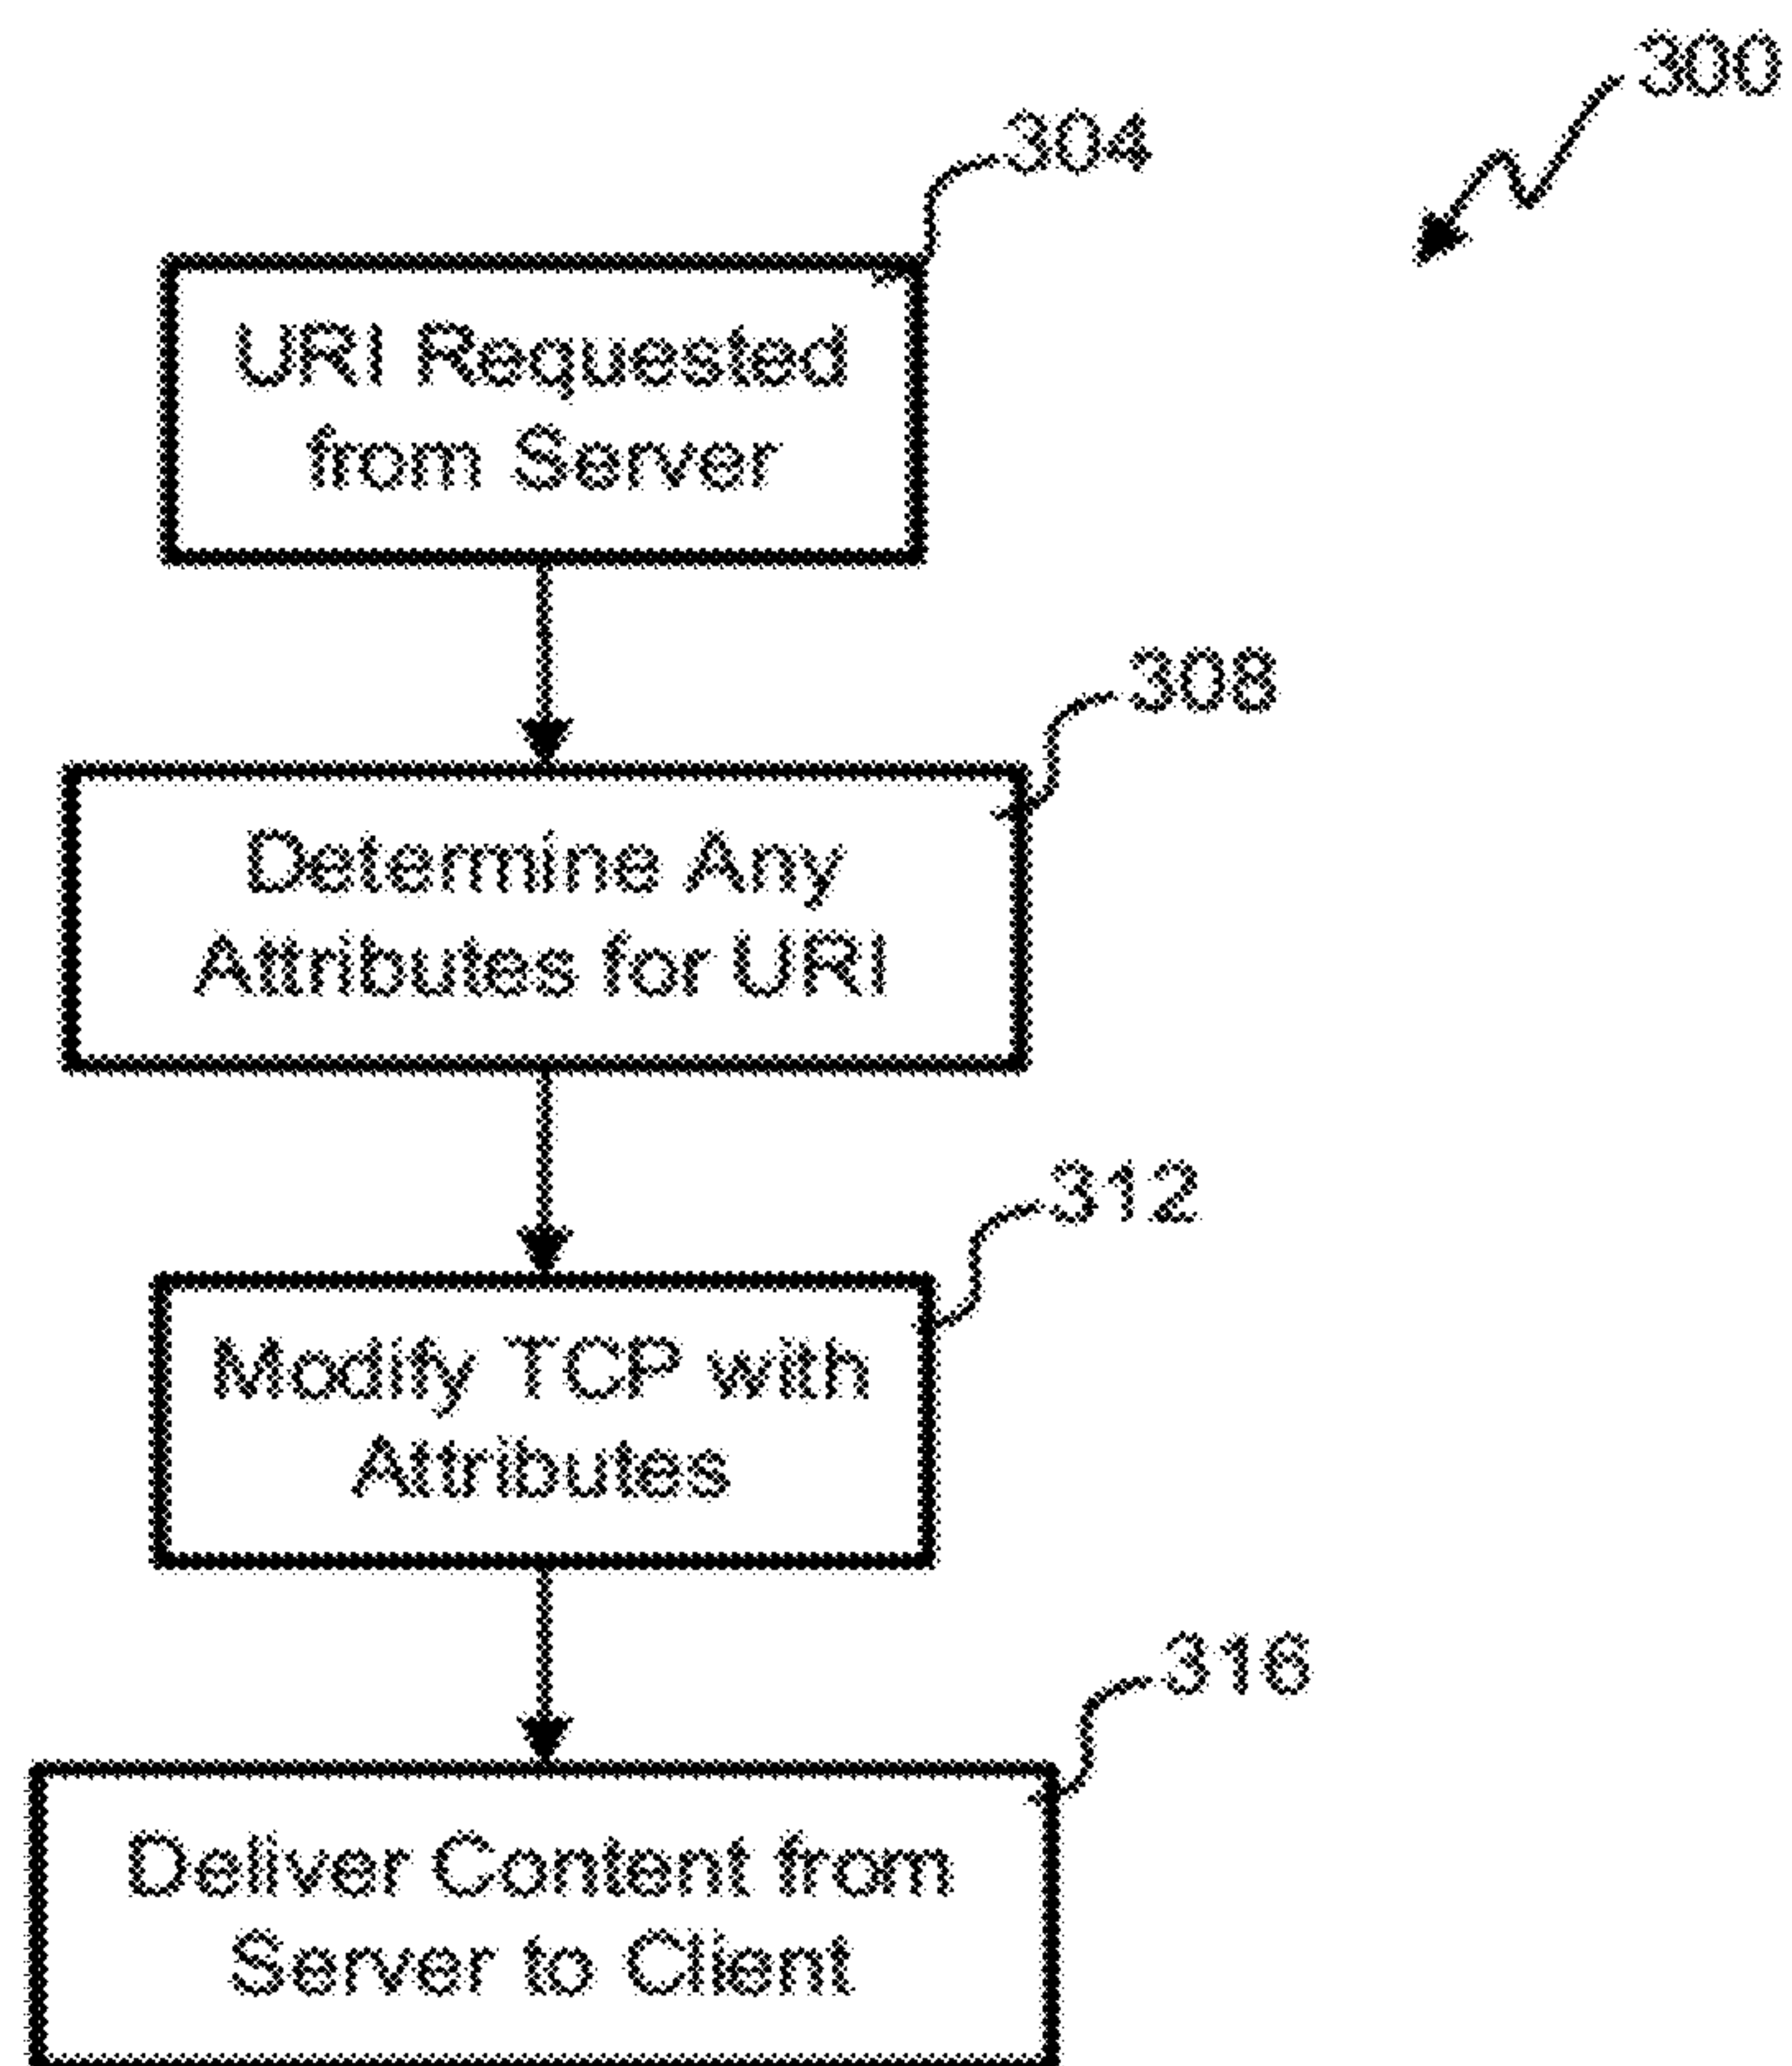 300
304
URI Requested
from Server
308
Determine Any
Attributes for URI
312
Modify TCP with
Attributes
316
Deliver Content from
Server to Client